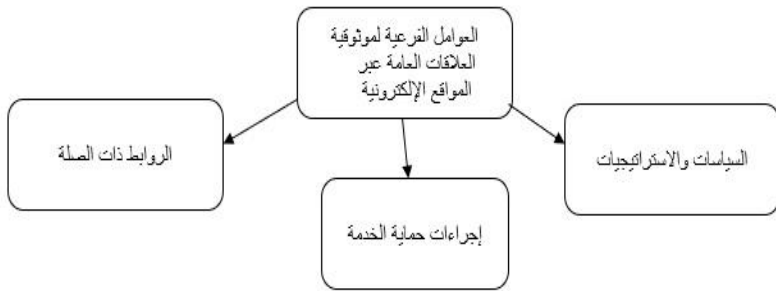 العوامل الفرعية لموثوقية
العلاقات العامة عبر
المواقع الإلكترونية
السياسات والاستراتيجيات
إجراءات حماية الخدمة
الروابط ذات الصلة